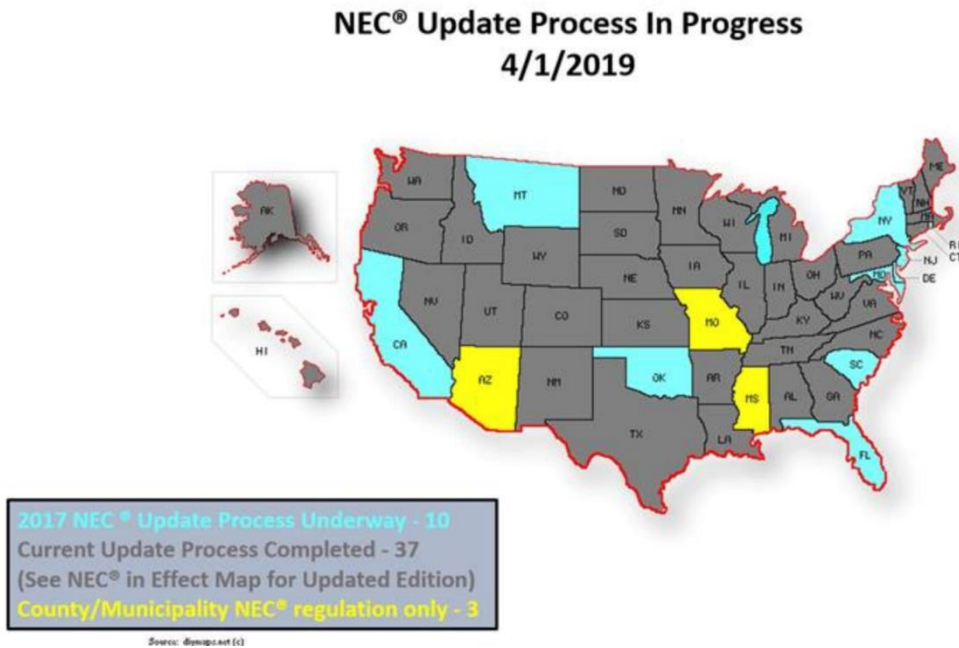 NEC® Update Process In Progress
4/1/2019
WA
MT
ND
MN
ME
VT
NH
MA
NY
WI
MI
OR
ID
SD
WY
IA
NE
PA
RI
CT
NJ
DE
MD
OH
IL
IN
WV
VA
NV
UT
CO
KS
MO
KY
NC
CA
TN
SC
AZ
NM
OK
AR
MS
AL
GA
TX
LA
FL
AK
HI
2017 NEC ® Update Process Underway - 10
Current Update Process Completed - 37
(See NEC® in Effect Map for Updated Edition)
County/Municipality NEC® regulation only - 3
Source: diymaps.net (c)